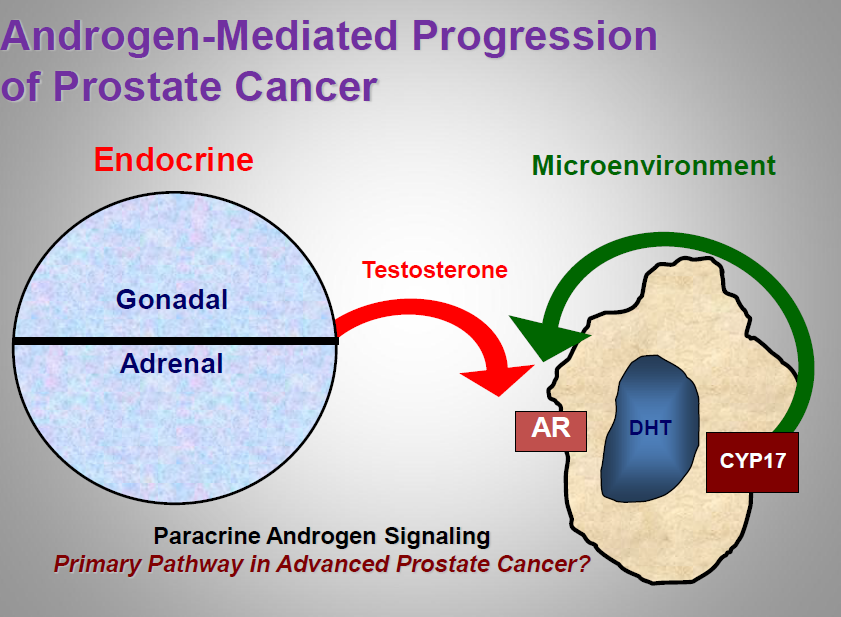 Androgen-Mediated Progression
of Prostate Cancer
Endocrine
Microenvironment
Testosterone
Gonadal
Adrenal
AR
DHT
CYP17
Paracrine Androgen Signaling
Primary Pathway in Advanced Prostate Cancer?